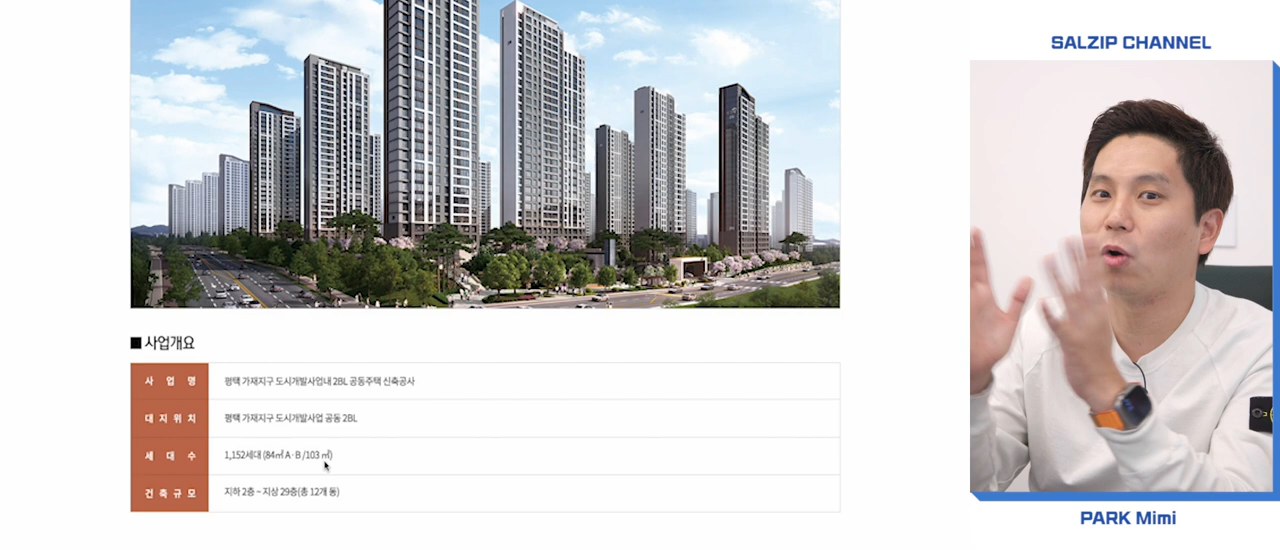 SALZIP CHANNEL
■ 사업개요
사 업 명 평택 가재지구 도시개발사업내 2BL 공동주택 신축공사
대 지 위 치 평택 가재지구 도시개발사업 공동 2BL
세 대 수 1,152세대 (84㎡ A · B /103 ㎡)
건 축 규 모 지하 2층 ~ 지상 29층(총 12개 동)
PARK Mimi